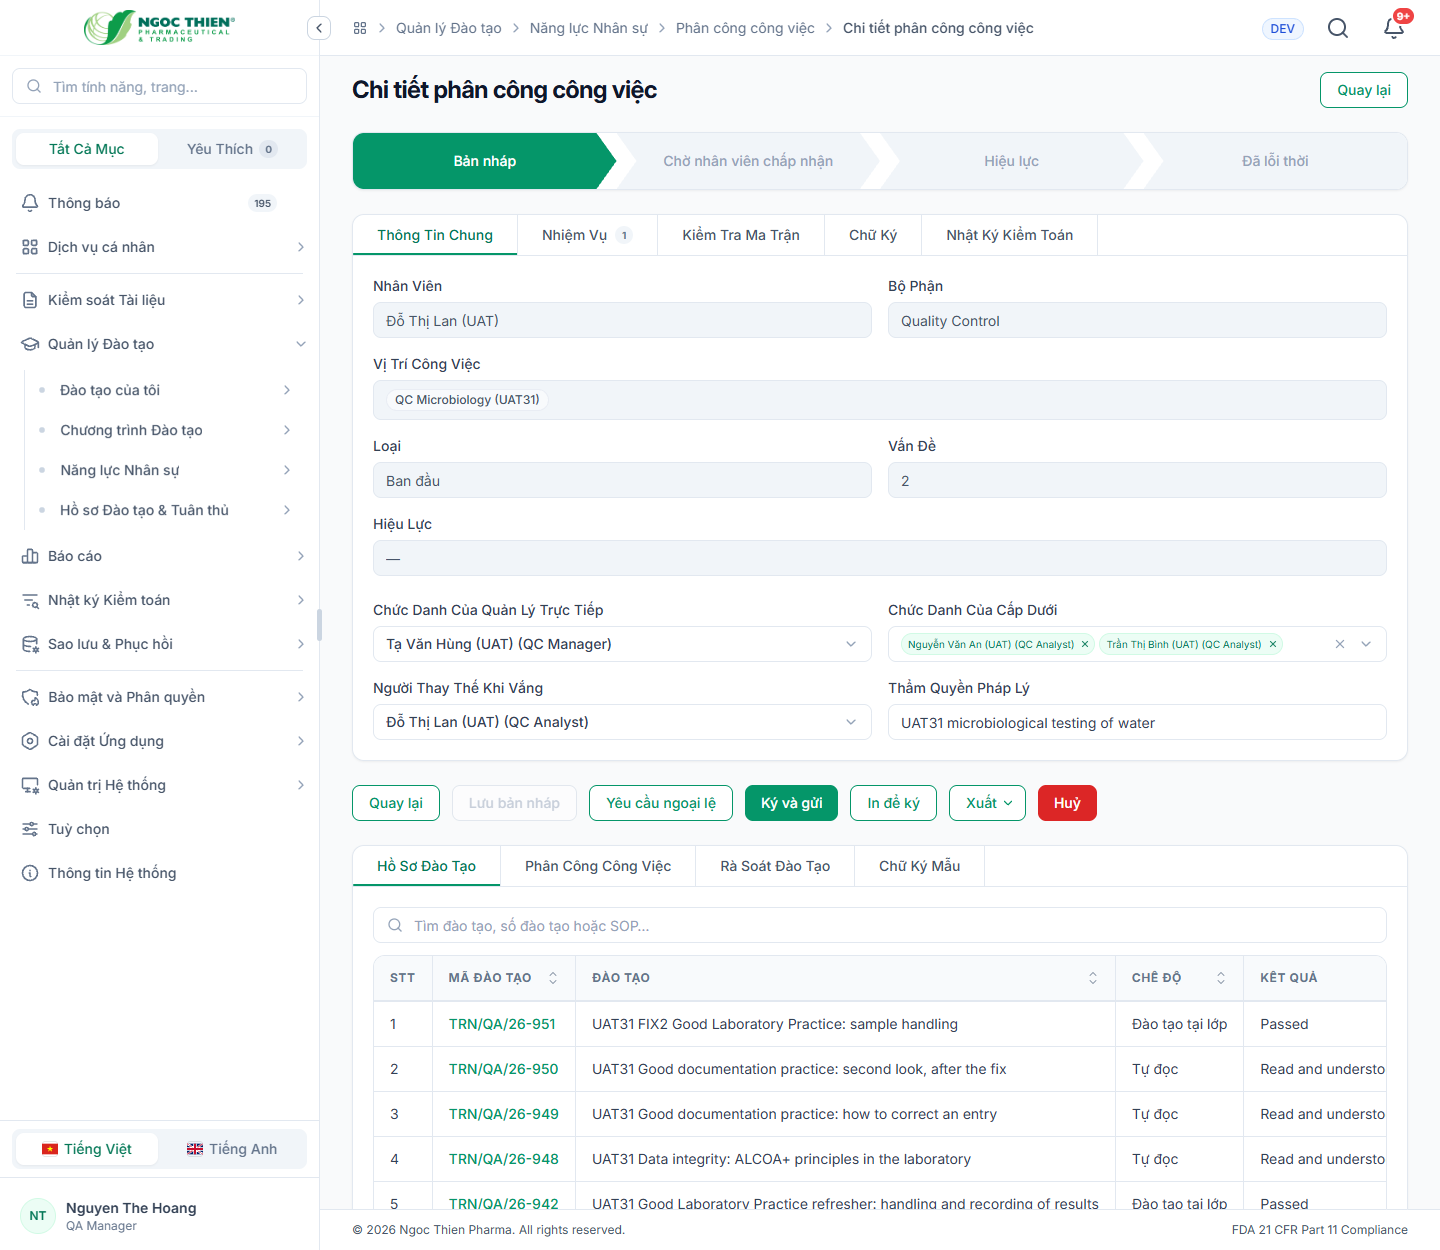 NGOC THIEN®
PHARMACEUTICAL
& TRADING
Quản lý Đào tạo
Năng lực Nhân sự
Phân công công việc
Chi tiết phân công công việc
DEV
9+
Tìm tính năng, trang...
Tất Cả Mục
Yêu Thích 0
Thông báo 195
Dịch vụ cá nhân
Kiểm soát Tài liệu
Quản lý Đào tạo
Đào tạo của tôi
Chương trình Đào tạo
Năng lực Nhân sự
Hồ sơ Đào tạo & Tuân thủ
Báo cáo
Nhật ký Kiểm toán
Sao lưu & Phục hồi
Bảo mật và Phân quyền
Cài đặt Ứng dụng
Quản trị Hệ thống
Tuỳ chọn
Thông tin Hệ thống
Tiếng Việt
Tiếng Anh
NT
Nguyen The Hoang
QA Manager
Chi tiết phân công công việc
Quay lại
Bản nháp
Chờ nhân viên chấp nhận
Hiệu lực
Đã lỗi thời
Thông Tin Chung
Nhiệm Vụ 1
Kiểm Tra Ma Trận
Chữ Ký
Nhật Ký Kiểm Toán
Nhân Viên
Bộ Phận
Đỗ Thị Lan (UAT)
Quality Control
Vị Trí Công Việc
QC Microbiology (UAT31)
Loại
Vấn Đề
Ban đầu
2
Hiệu Lực
—
Chức Danh Của Quản Lý Trực Tiếp
Chức Danh Của Cấp Dưới
Tạ Văn Hùng (UAT) (QC Manager)
Nguyễn Văn An (UAT) (QC Analyst)
Trần Thị Bình (UAT) (QC Analyst)
Người Thay Thế Khi Vắng
Thẩm Quyền Pháp Lý
Đỗ Thị Lan (UAT) (QC Analyst)
UAT31 microbiological testing of water
Quay lại
Lưu bản nháp
Yêu cầu ngoại lệ
Ký và gửi
In để ký
Xuất
Huỷ
Hồ Sơ Đào Tạo
Phân Công Công Việc
Rà Soát Đào Tạo
Chữ Ký Mẫu
Tìm đào tạo, số đào tạo hoặc SOP...
STT MÃ ĐÀO TẠO ĐÀO TẠO CHẾ ĐỘ KẾT QUẢ
1 TRN/QA/26-951 UAT31 FIX2 Good Laboratory Practice: sample handling Đào tạo tại lớp Passed
2 TRN/QA/26-950 UAT31 Good documentation practice: second look, after the fix Tự đọc Read and understo
3 TRN/QA/26-949 UAT31 Good documentation practice: how to correct an entry Tự đọc Read and understo
4 TRN/QA/26-948 UAT31 Data integrity: ALCOA+ principles in the laboratory Tự đọc Read and understo
5 TRN/QA/26-942 UAT31 Good Laboratory Practice refresher: handling and recording of results Đào tạo tại lớp Passed
© 2026 Ngoc Thien Pharma. All rights reserved.
FDA 21 CFR Part 11 Compliance